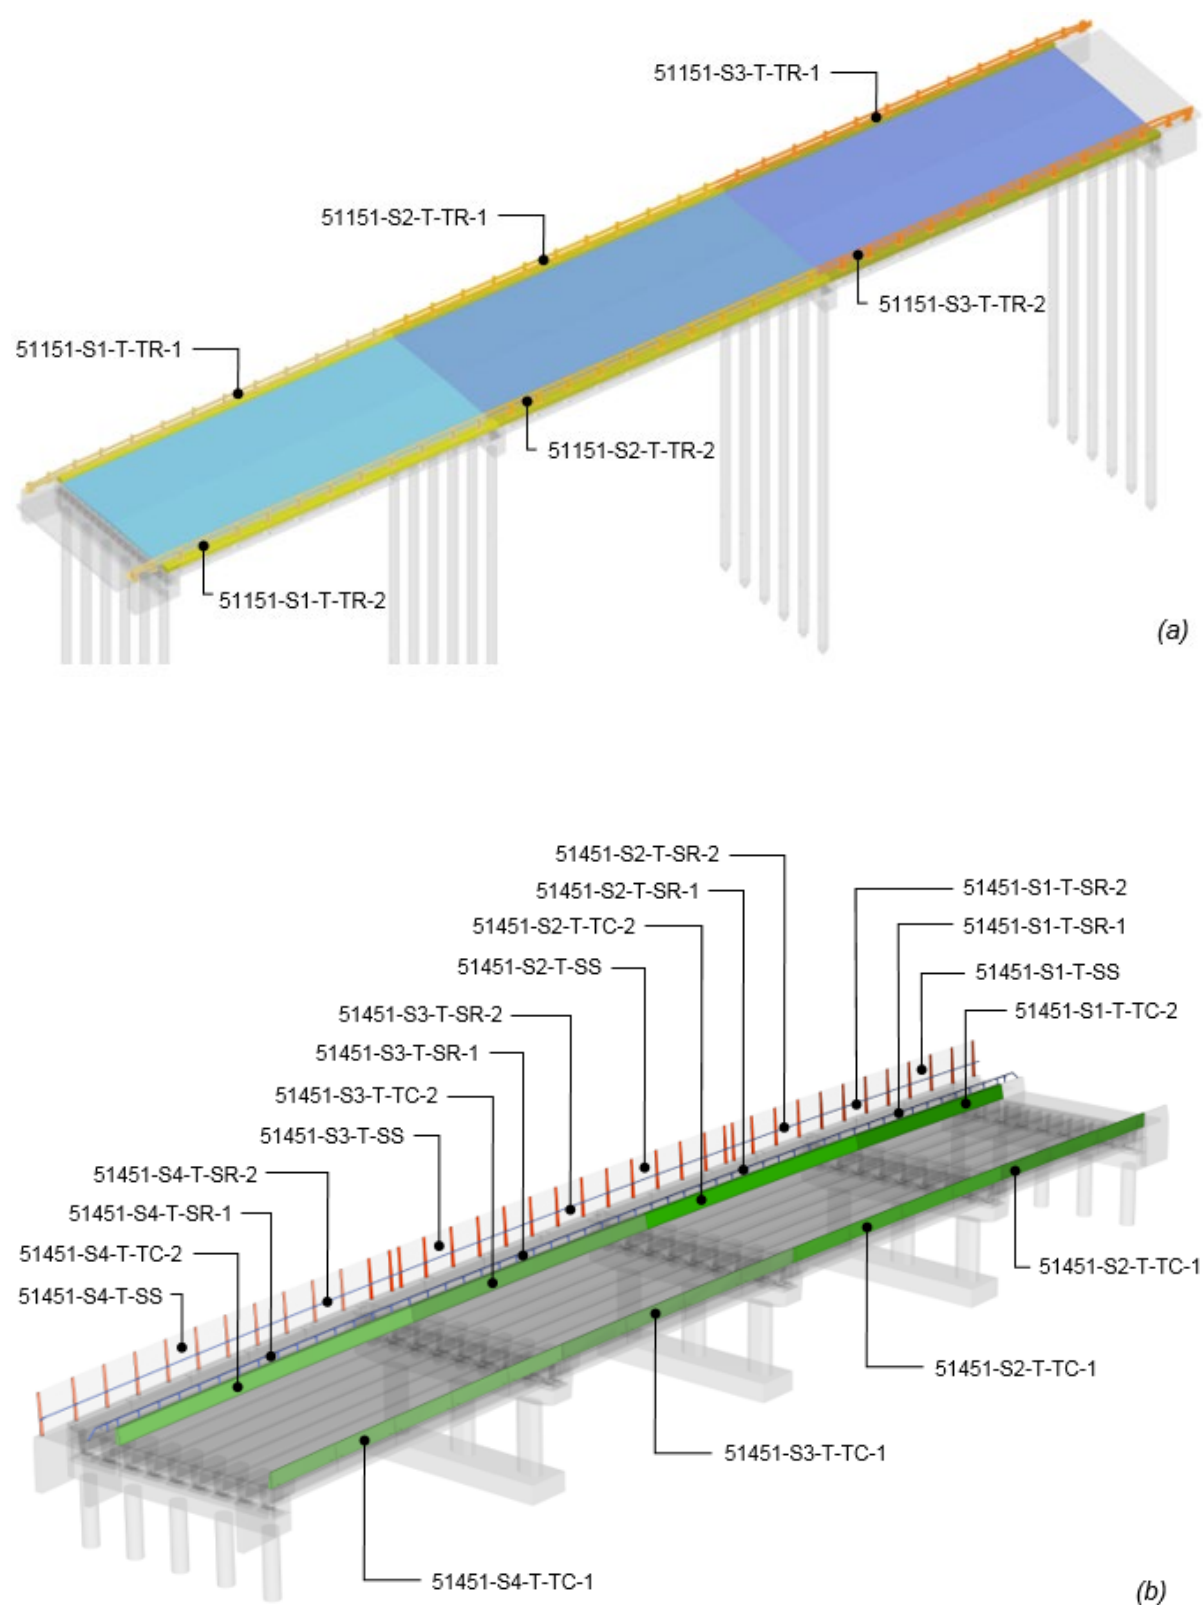 51151-S3-T-TR-1
51151-S2-T-TR-1
51151-S3-T-TR-2
51151-S1-T-TR-1
51151-S2-T-TR-2
51151-S1-T-TR-2
(a)
51451-S2-T-SR-2
51451-S2-T-SR-1
51451-S1-T-SR-2
51451-S2-T-TC-2
51451-S1-T-SR-1
51451-S2-T-SS
51451-S1-T-SS
51451-S3-T-SR-2
51451-S1-T-TC-2
51451-S3-T-SR-1
51451-S3-T-TC-2
51451-S3-T-SS
51451-S4-T-SR-2
51451-S4-T-SR-1
51451-S4-T-TC-2
51451-S2-T-TC-1
51451-S4-T-SS
51451-S2-T-TC-1
51451-S3-T-TC-1
51451-S4-T-TC-1
(b)